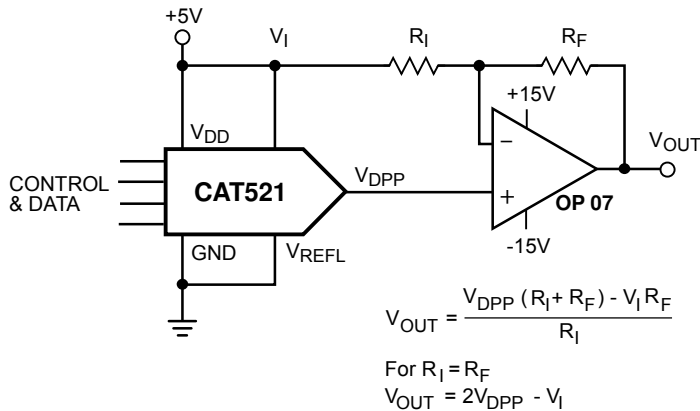 +5V
V_I R_I R_F
+15V
V_DD
V_OUT
CONTROL
& DATA
CAT521
V_DPP
−
+
OP 07
GND V_REFL
-15V
V_OUT = V_DPP (R_I + R_F) - V_I R_F
R_I
For R_I = R_F
V_OUT = 2V_DPP - V_I